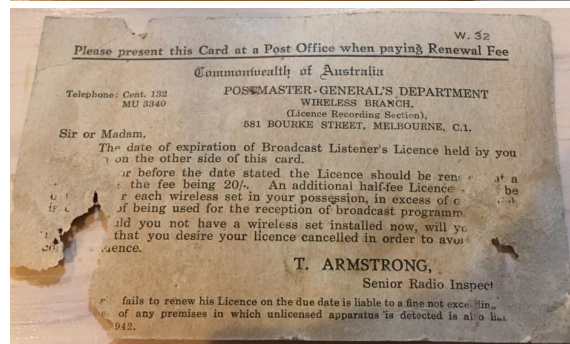 W. 32
Please present this Card at a Post Office when paying Renewal Fee
Commonwealth of Australia
Telephone: Cent. 132
MU 3340
POSTMASTER-GENERAL'S DEPARTMENT
WIRELESS BRANCH,
(Licence Recording Section),
581 BOURKE STREET, MELBOURNE, C.1.
Sir or Madam,
The date of expiration of Broadcast Listener's Licence held by you
on the other side of this card.
before the date stated the Licence should be at a
the fee being 20/-. An additional half-fee Licence be
each wireless set in your possession, in excess of
of being used for the reception of broadcast
you not have a wireless set installed now, will
that you desire your licence cancelled in order to
T. ARMSTRONG,
Senior Radio
fails to renew his Licence on the due date is liable to a fine not
of any premises in which unlicensed apparatus is detected is also